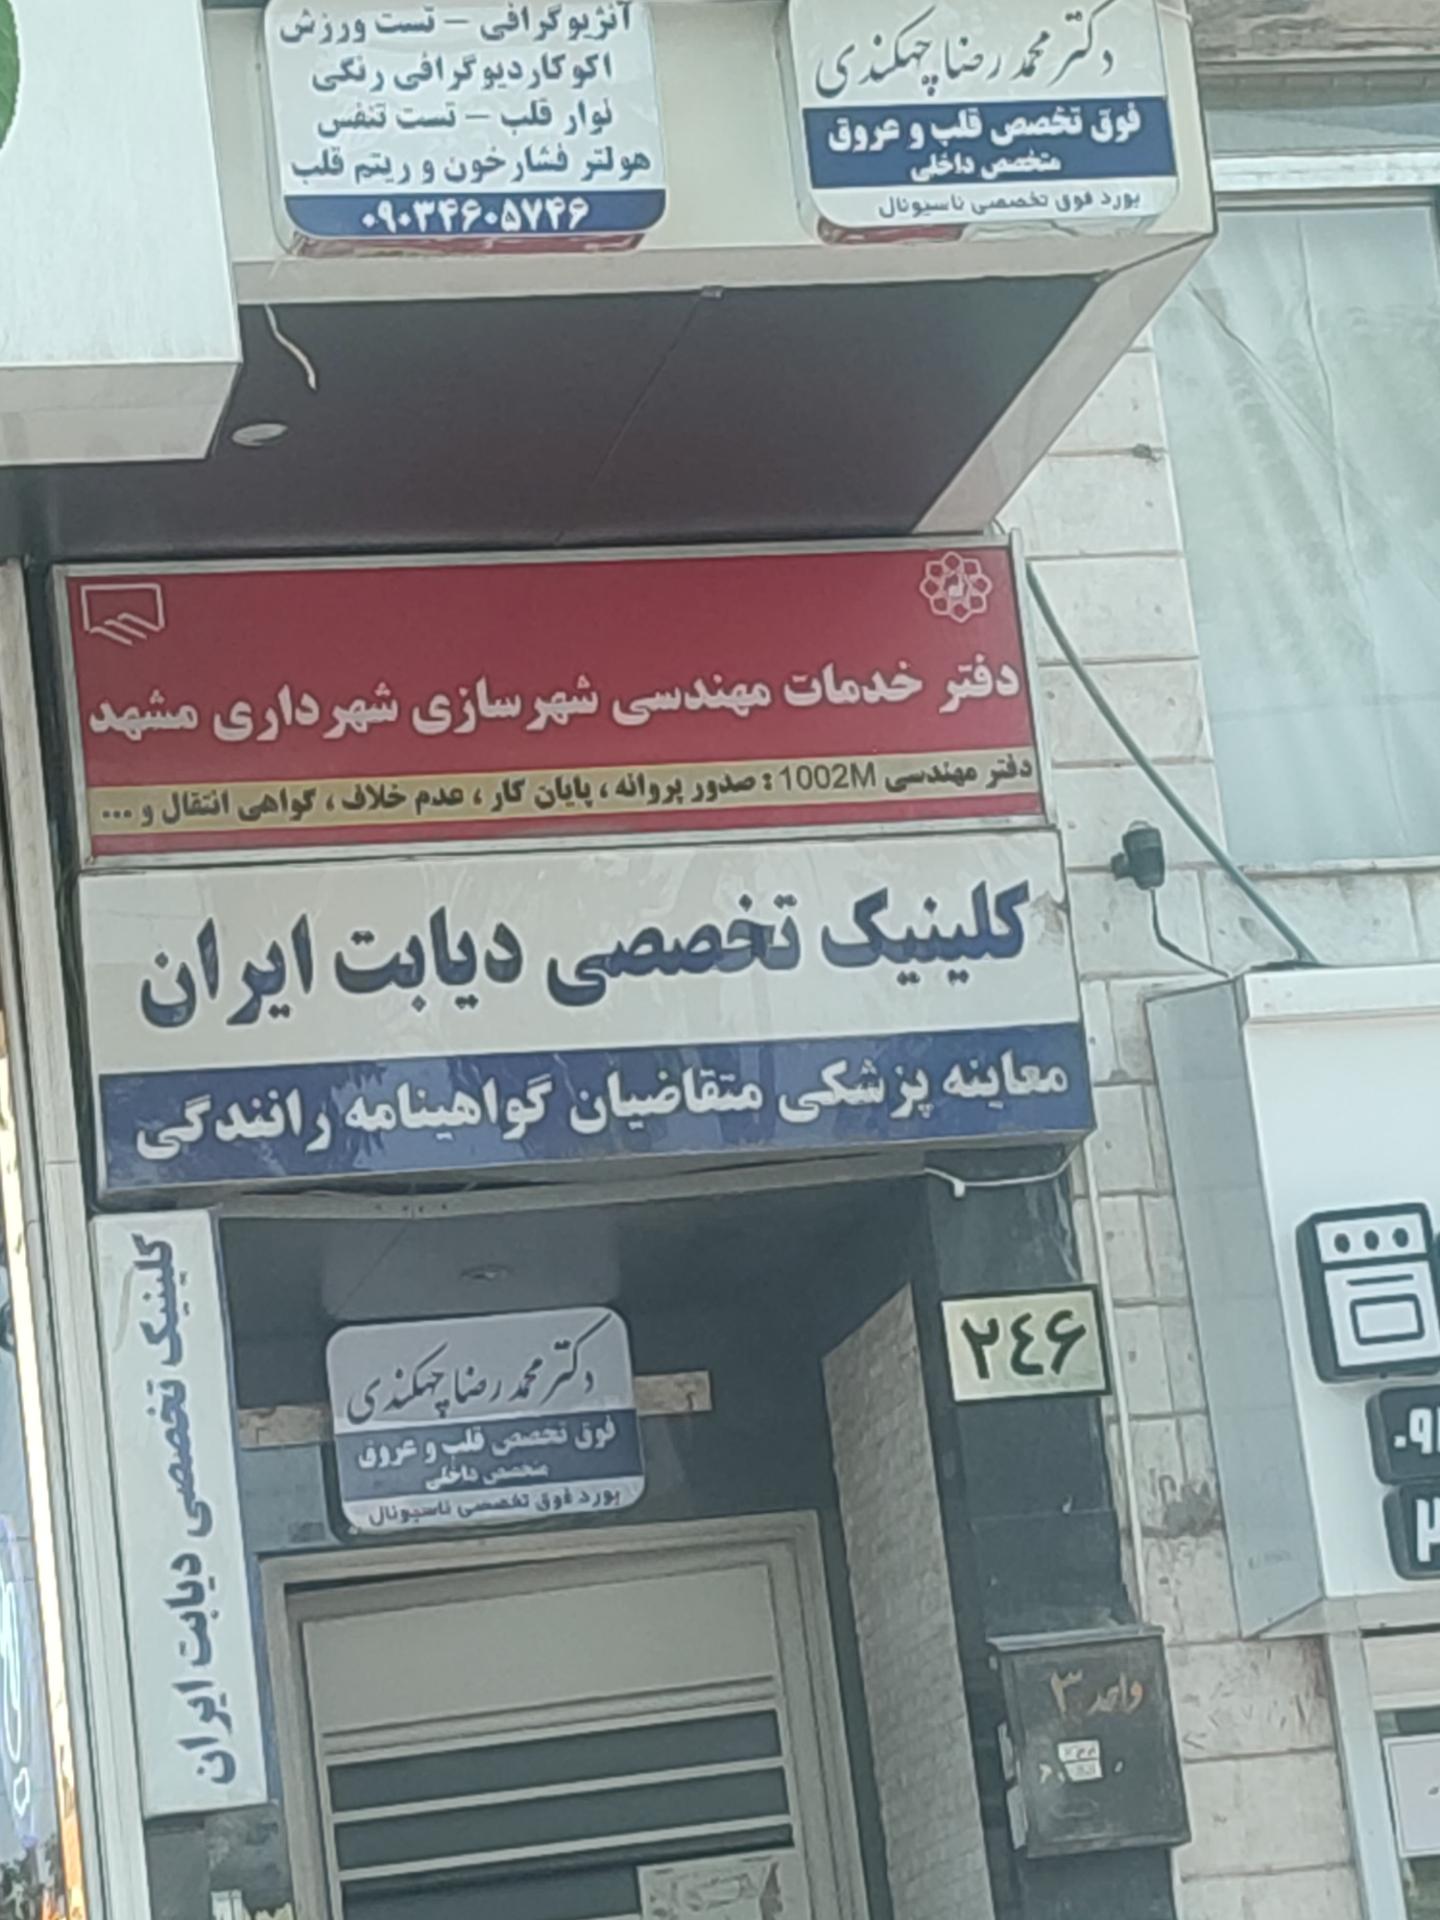 آنژیوگرافی - تست ورزش
اکوکاردیوگرافی رنگی
نوار قلب - تست تنفس
هولتر فشارخون و ریتم قلب
۰۹۰۳۴۶۰۵۷۴۶
دکتر محمدرضا چهکندی
فوق تخصص قلب و عروق
متخصص داخلی
بورد فوق تخصصی ناسیونال
دفتر خدمات مهندسی شهرسازی شهرداری مشهد
دفتر مهندسی 1002M : صدور پروانه ، پایان کار ، عدم خلاف ، گواهی انتقال و ...
کلینیک تخصصی دیابت ایران
معاینه پزشکی متقاضیان گواهینامه رانندگی
کلینیک تخصصی دیابت ایران
دکتر محمدرضا چهکندی
فوق تخصص قلب و عروق
متخصص داخلی
بورد فوق تخصصی ناسیونال
۲۴۶
واحد ۳